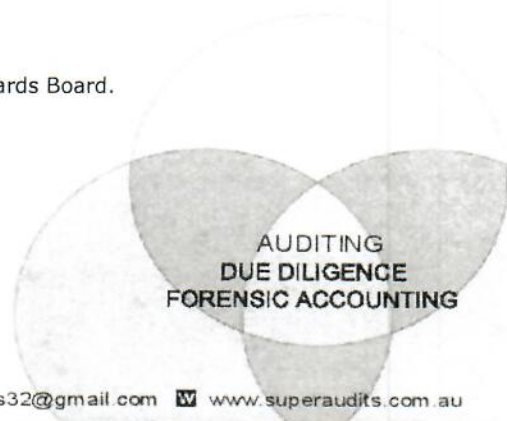 ards Board.
AUDITING
DUE DILIGENCE
FORENSIC ACCOUNTING
s32@gmail.com W www.superaudits.com.au